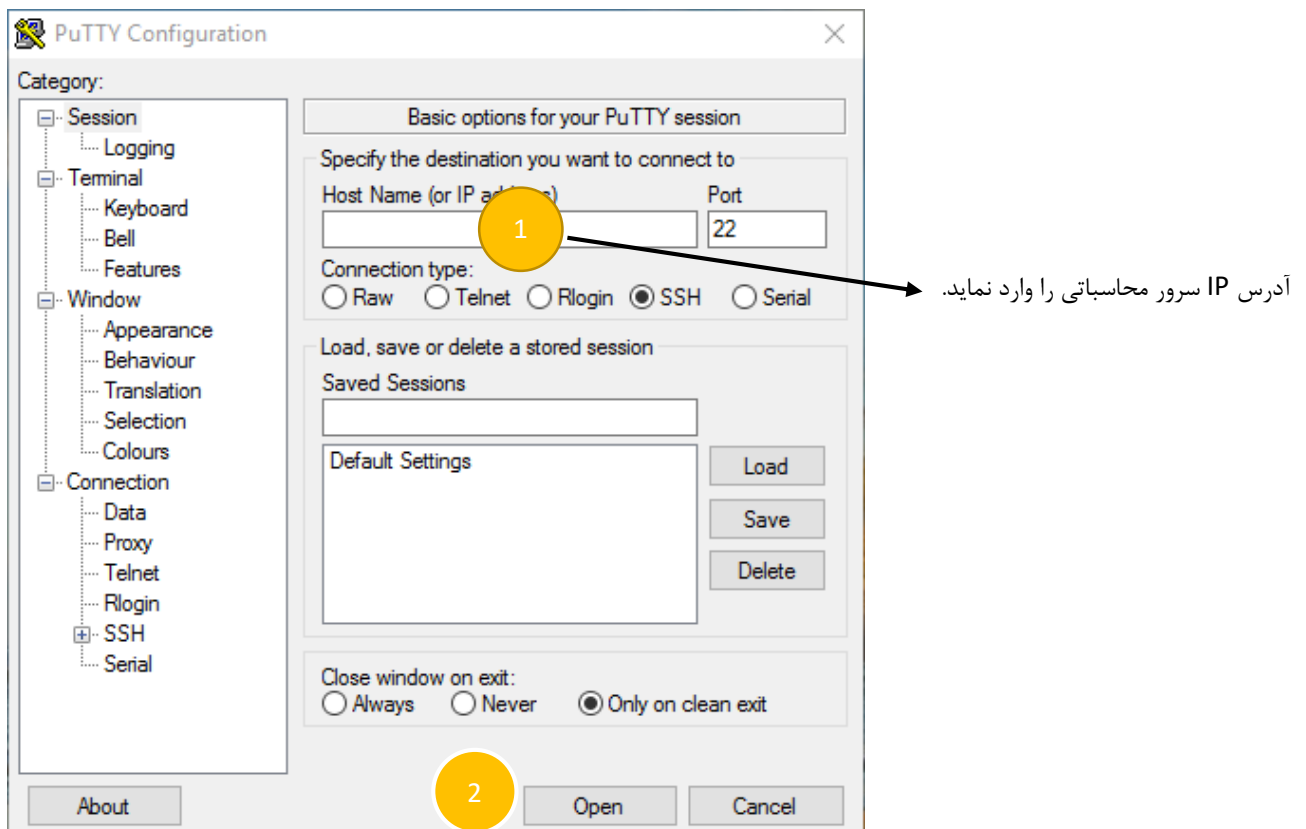 PuTTY Configuration
Category:
Session
Logging
Terminal
Keyboard
Bell
Features
Window
Appearance
Behaviour
Translation
Selection
Colours
Connection
Data
Proxy
Telnet
Rlogin
SSH
Serial
Basic options for your PuTTY session
Specify the destination you want to connect to
Host Name (or IP address) Port
1 22
Connection type:
Raw Telnet Rlogin SSH Serial
آدرس IP سرور محاسباتی را وارد نماید.
Load, save or delete a stored session
Saved Sessions
Default Settings
Load
Save
Delete
Close window on exit:
Always Never Only on clean exit
2
About Open Cancel